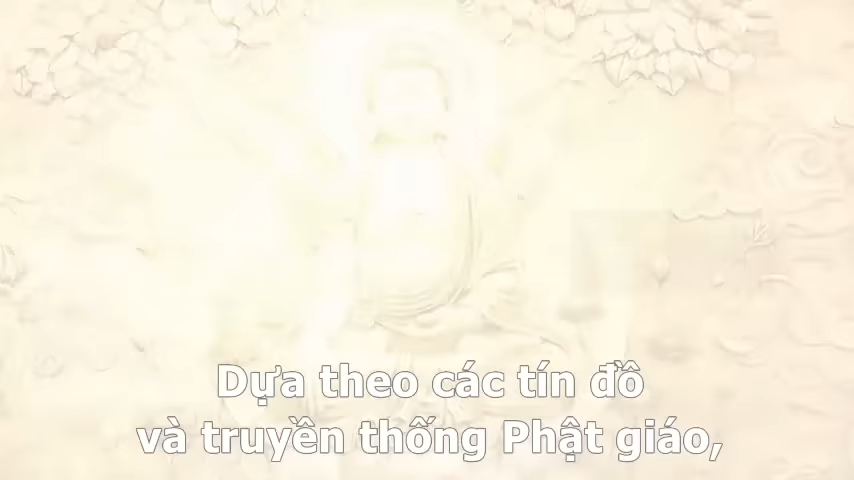 Dựa theo các tín đồ
và truyền thống Phật giáo,